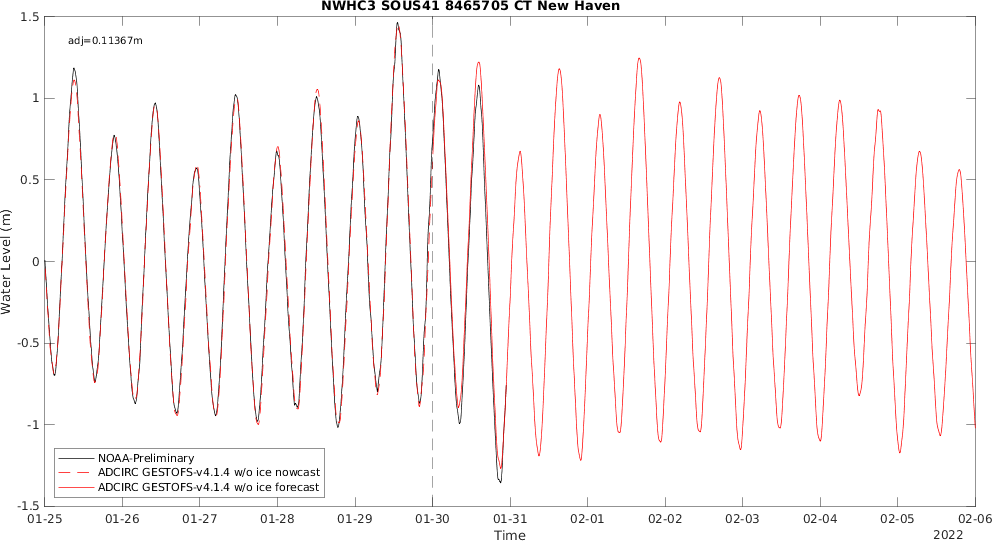 NWHC3 SOUS41 8465705 CT New Haven
adj=0.11367m
1.5
1
0.5
0
-0.5
-1
-1.5
Water Level (m)
NOAA-Preliminary
ADCIRC GESTOFS-v4.1.4 w/o ice nowcast
ADCIRC GESTOFS-v4.1.4 w/o ice forecast
01-25 01-26 01-27 01-28 01-29 01-30 01-31 02-01 02-02 02-03 02-04 02-05 02-06
Time
2022